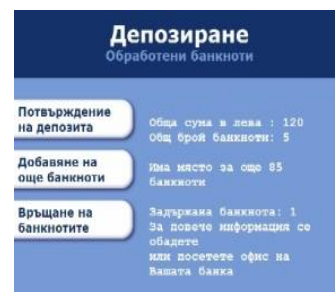 Депозиране
Обработени банкноти
Потвърждение
на депозита
Обща сума в лева : 120
Общ брой банкноти: 5
Добавяне на
още банкноти
Има място за още 85
банкноти
Връщане на
банкнотите
Задържана банкнота: 1
За повече информация се
обадете
или посетете офис на
Вашата банка